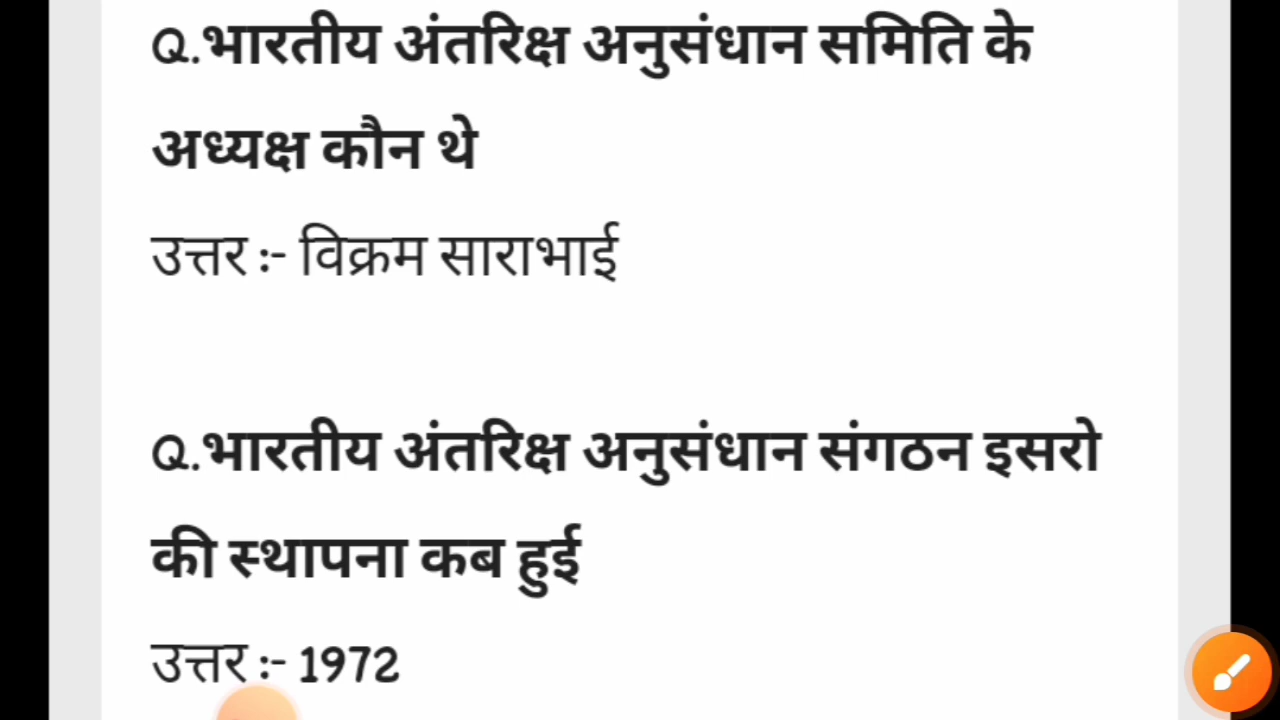 Q.भारतीय अंतरिक्ष अनुसंधान समिति के
अध्यक्ष कौन थे
उत्तर :- विक्रम साराभाई
Q.भारतीय अंतरिक्ष अनुसंधान संगठन इसरो
की स्थापना कब हुई
उत्तर :- 1972